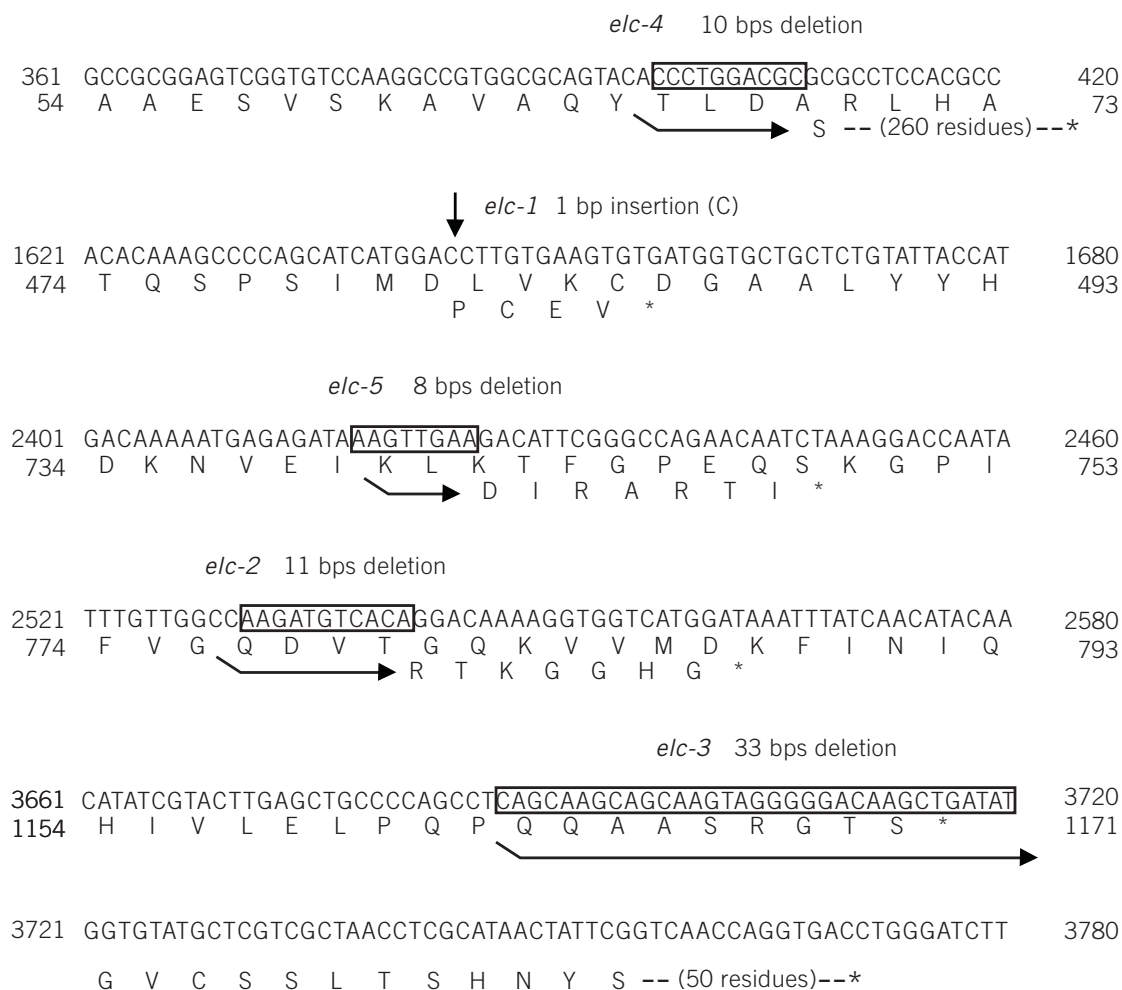 elc-4 10 bps deletion
361 GCCGCGGAGTCGGTGTCCAAGGCCGTGGCGCAGTACACCCTGGACGCGCGCCTCCACGCC 420
54 A A E S V S K A V A Q Y T L D A R L H A 73
S -- (260 residues) --*
elc-1 1 bp insertion (C)
1621 ACACAAAGCCCCAGCATCATGGACCTTGTGAAGTGTGATGGTGCTGCTCTGTATTACCAT 1680
474 T Q S P S I M D L V K C D G A A L Y Y H 493
P C E V *
elc-5 8 bps deletion
2401 GACAAAAATGAGAGATAAAGTTGAAGACATTCGGGCCAGAACAATCTAAAGGACCAATA 2460
734 D K N V E I K L K T F G P E Q S K G P I 753
D I R A R T I *
elc-2 11 bps deletion
2521 TTTGTTGGCCAAGATGTCACAGGACAAAAGGTGGTCATGGATAAATTTATCAACATACAA 2580
774 F V G Q D V T G Q K V V M D K F I N I Q 793
R T K G G H G *
elc-3 33 bps deletion
3661 CATATCGTACTTGAGCTGCCCCAGCCTCAGCAAGCAGCAAGTAGGGGGACAAGCTGATAT 3720
1154 H I V L E L P Q P Q Q A A S R G T S * 1171
3721 GGTGTATGCTCGTCGCTAACCTCGCATAACTATTCGGTCAACCAGGTGACCTGGGATCTT 3780
G V C S S L T S H N Y S -- (50 residues) --*